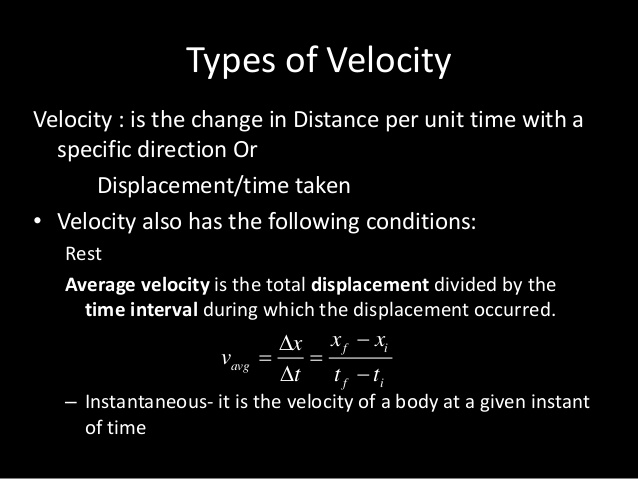 Types of Velocity
Velocity : is the change in Distance per unit time with a
specific direction Or
Displacement/time taken
• Velocity also has the following conditions:
Rest
Average velocity is the total displacement divided by the
time interval during which the displacement occurred.
v_avg = Δx/Δt = (x_f − x_i)/(t_f − t_i)
– Instantaneous- it is the velocity of a body at a given instant
of time